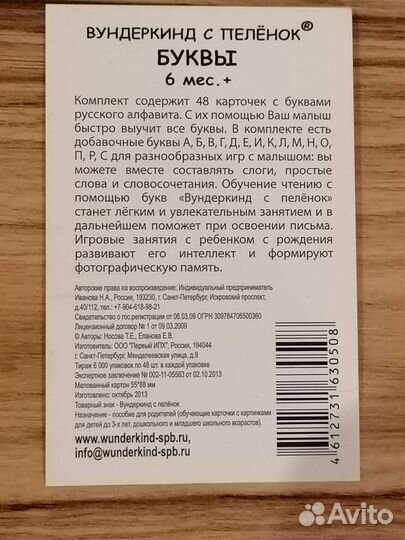 ВУНДЕРКИНД С ПЕЛЁНОК®
БУКВЫ
6 мес.+
Комплект содержит 48 карточек с буквами
русского алфавита. С их помощью Ваш малыш
быстро выучит все буквы. В комплекте есть
добавочные буквы А, Б, В, Г, Д, Е, И, К, Л, М, Н, О,
П, Р, С для разнообразных игр с малышом: вы
можете вместе составлять слоги, простые
слова и словосочетания. Обучение чтению с
помощью букв «Вундеркинд с пелёнок»
станет лёгким и увлекательным занятием и в
дальнейшем поможет при освоении письма.
Игровые занятия с ребенком с рождения
развивают его интеллект и формируют
фотографическую память.
Авторские права на воспроизведение: Индивидуальный предприниматель
Иванова Н.А., Россия, 193230, г. Санкт-Петербург, Искровский проспект,
д.40/112, тел.: +7-904-618-98-21
Свидетельство о гос.регистрации от 06.03.09 ОГРН 309784706500360
Лицензионный договор № 1 от 09.03.2009
© Авторы: Носова Т.Е., Епанова Е.В.
Изготовитель: ООО "Первый ИПХ", Россия, 194044
г. Санкт-Петербург, Менделеевская улица, д.9
Тираж 6 000 упаковок по 48 шт. в каждой упаковке
Экспертное заключение № 002-11-05563 от 02.10.2013
Мелованный картон 55*88 мм
Изготовлено: октябрь 2013
Товарный знак - Вундеркинд с пелёнок
Назначение - пособие для родителей (обучающие карточки с картинками
для детей до 3-х лет, дошкольного и младшего школьного возраста).
www.wunderkind-spb.ru,
info@wunderkind-spb.ru
4 612731 630508
Avito